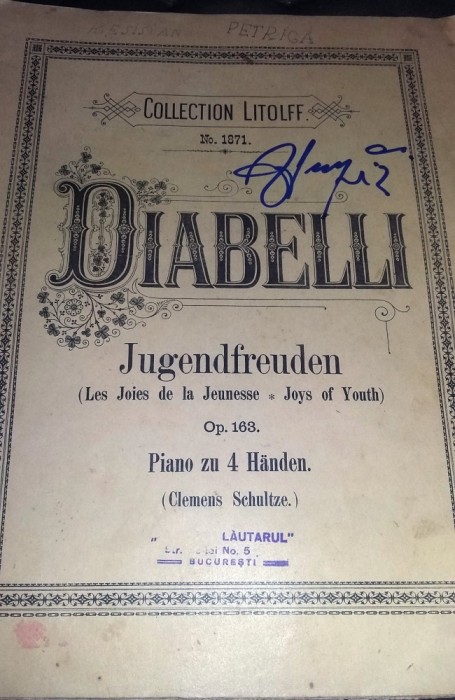 PETRIGA
COLLECTION LITOLFF.
No. 1871.
DIABELLI
Jugendfreuden
(Les Joies de la Jeunesse * Joys of Youth)
Op. 163.
Piano zu 4 Händen.
(Clemens Schultze.)
" LĂUTARUL"
No. 5
BUCUREȘTI